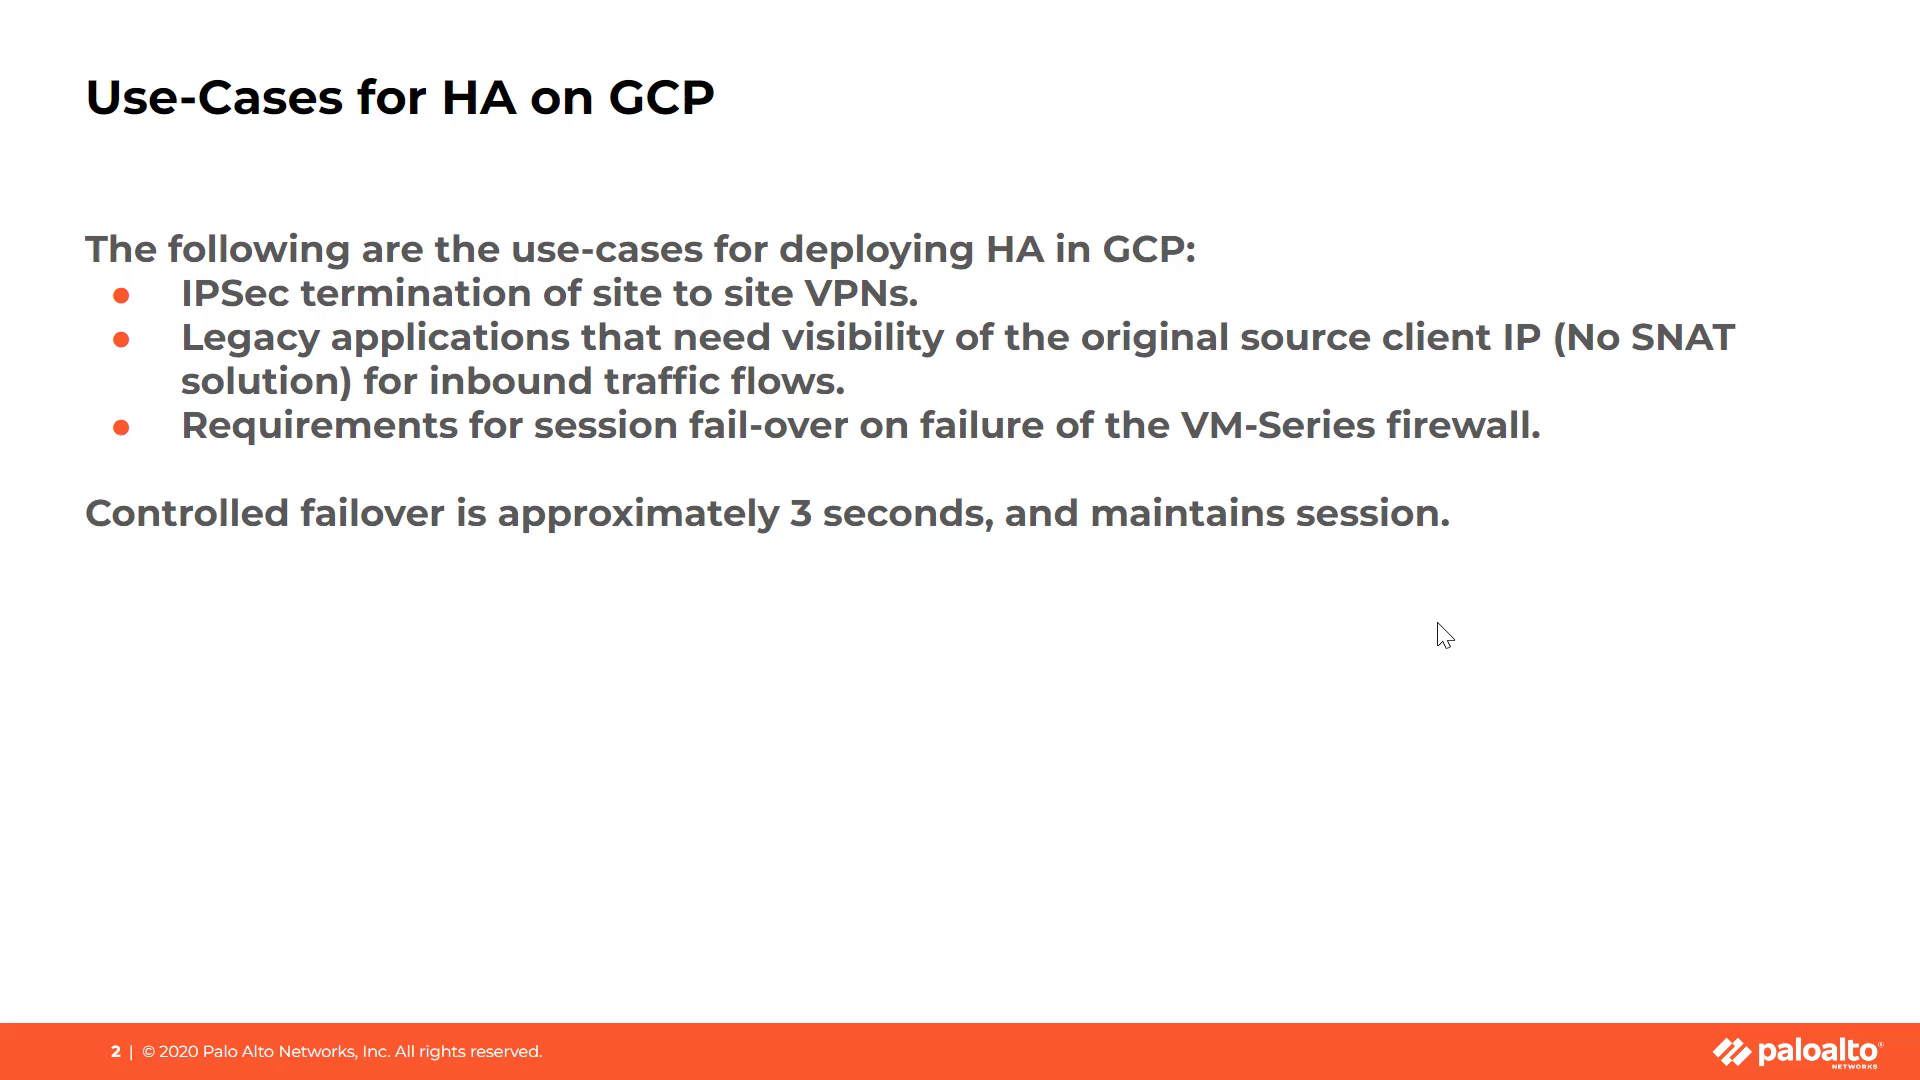 Use-Cases for HA on GCP
The following are the use-cases for deploying HA in GCP:
● IPSec termination of site to site VPNs.
● Legacy applications that need visibility of the original source client IP (No SNAT
solution) for inbound traffic flows.
● Requirements for session fail-over on failure of the VM-Series firewall.
Controlled failover is approximately 3 seconds, and maintains session.
2 | © 2020 Palo Alto Networks, Inc. All rights reserved.
paloalto®
NETWORKS